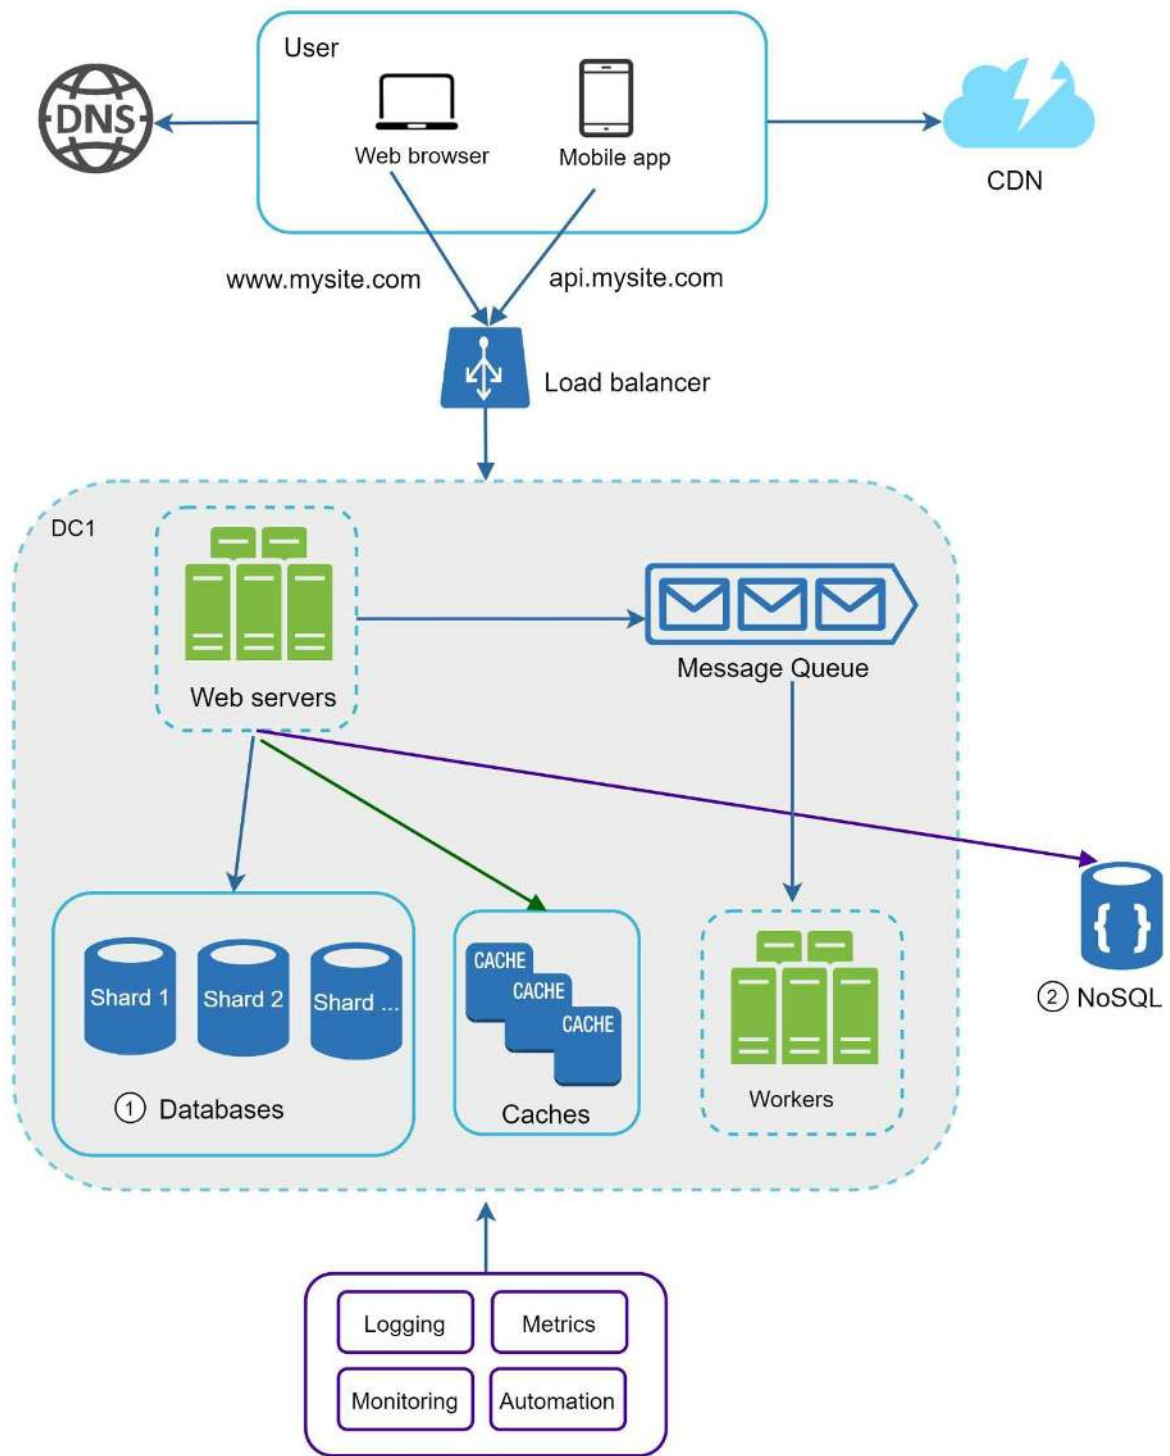 User
DNS
Web browser
Mobile app
CDN
www.mysite.com
api.mysite.com
Load balancer
DC1
Message Queue
Web servers
Shard 1
Shard 2
Shard ...
CACHE
CACHE
CACHE
① Databases
Caches
Workers
② NoSQL
Logging
Metrics
Monitoring
Automation